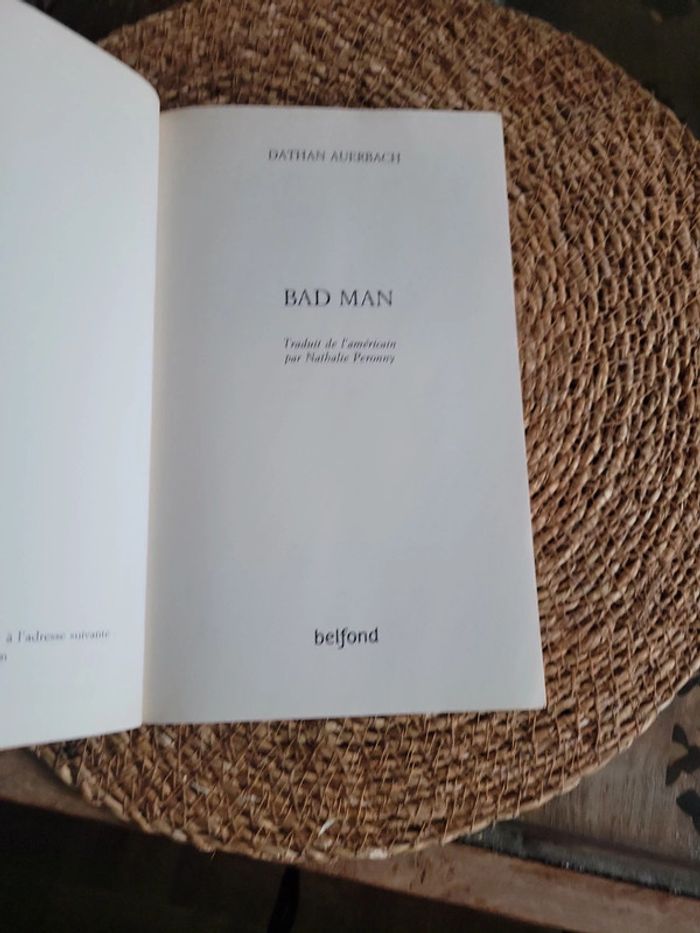 à l'adresse suivante
DATHAN AUERBACH
BAD MAN
Traduit de l'américain
par Nathalie Peronny
belfond